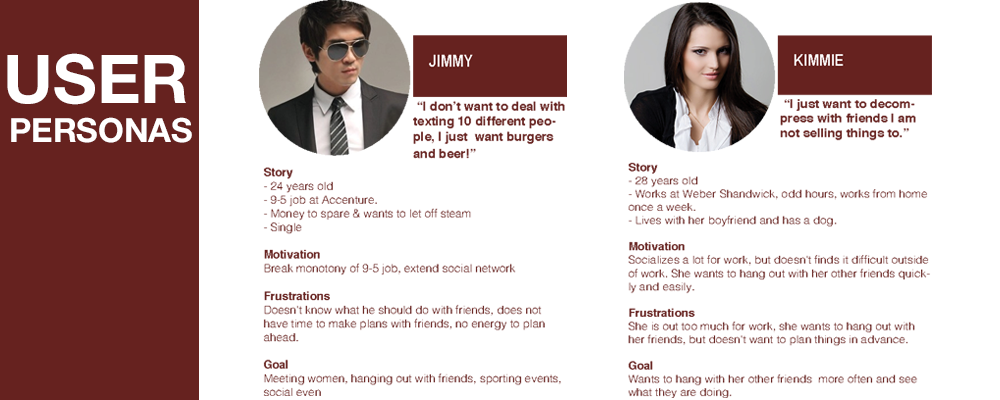 USER
PERSONAS
JIMMY
“I don’t want to deal with
texting 10 different peo-
ple, I just want burgers
and beer!”
Story
- 24 years old
- 9-5 job at Accenture.
- Money to spare & wants to let off steam
- Single
Motivation
Break monotony of 9-5 job, extend social network
Frustrations
Doesn't know what he should do with friends, does not
have time to make plans with friends, no energy to plan
ahead.
Goal
Meeting women, hanging out with friends, sporting events,
social even
KIMMIE
“I just want to decom-
press with friends I am
not selling things to.”
Story
- 28 years old
- Works at Weber Shandwick, odd hours, works from home
once a week.
- Lives with her boyfriend and has a dog.
Motivation
Socializes a lot for work, but doesn't finds it difficult outside
of work. She wants to hang out with her other friends quick-
ly and easily.
Frustrations
She is out too much for work, she wants to hang out with
her friends, but doesn't want to plan things in advance.
Goal
Wants to hang with her other friends more often and see
what they are doing.